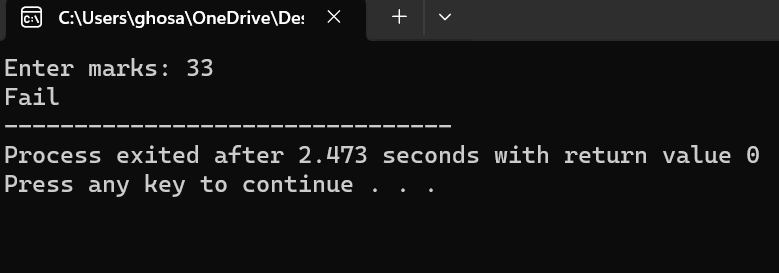 C:\Users\ghosa\OneDrive\Des
Enter marks: 33
Fail
--------------------------------
Process exited after 2.473 seconds with return value 0
Press any key to continue . . .